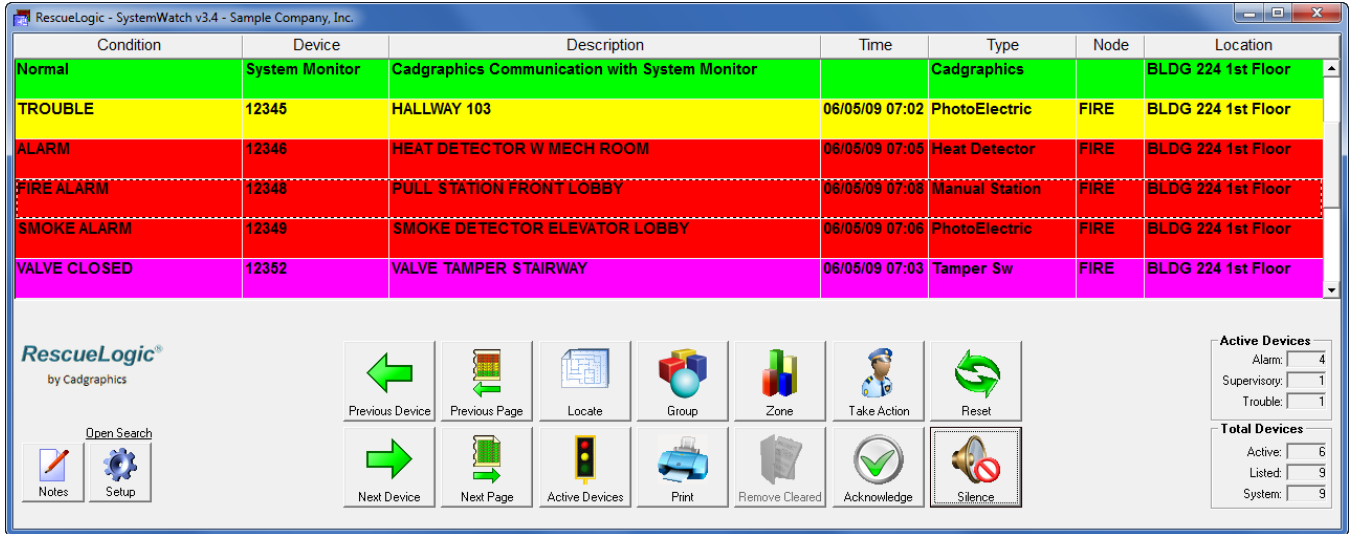 RescueLogic - SystemWatch v3.4 - Sample Company, Inc.
Condition Device Description Time Type Node Location
Normal System Monitor Cadgraphics Communication with System Monitor Cadgraphics BLDG 224 1st Floor
TROUBLE 12345 HALLWAY 103 06/05/09 07:02 PhotoElectric FIRE BLDG 224 1st Floor
ALARM 12346 HEAT DETECTOR W MECH ROOM 06/05/09 07:05 Heat Detector FIRE BLDG 224 1st Floor
FIRE ALARM 12348 PULL STATION FRONT LOBBY 06/05/09 07:08 Manual Station FIRE BLDG 224 1st Floor
SMOKE ALARM 12349 SMOKE DETECTOR ELEVATOR LOBBY 06/05/09 07:06 PhotoElectric FIRE BLDG 224 1st Floor
VALVE CLOSED 12352 VALVE TAMPER STAIRWAY 06/05/09 07:03 Tamper Sw FIRE BLDG 224 1st Floor
RescueLogic®
by Cadgraphics
Open Search
Notes Setup
Previous Device Previous Page Locate Group Zone Take Action Reset
Next Device Next Page Active Devices Print Remove Cleared Acknowledge Silence
Active Devices
Alarm: 4
Supervisory: 1
Trouble: 1
Total Devices
Active: 6
Listed: 9
System: 9